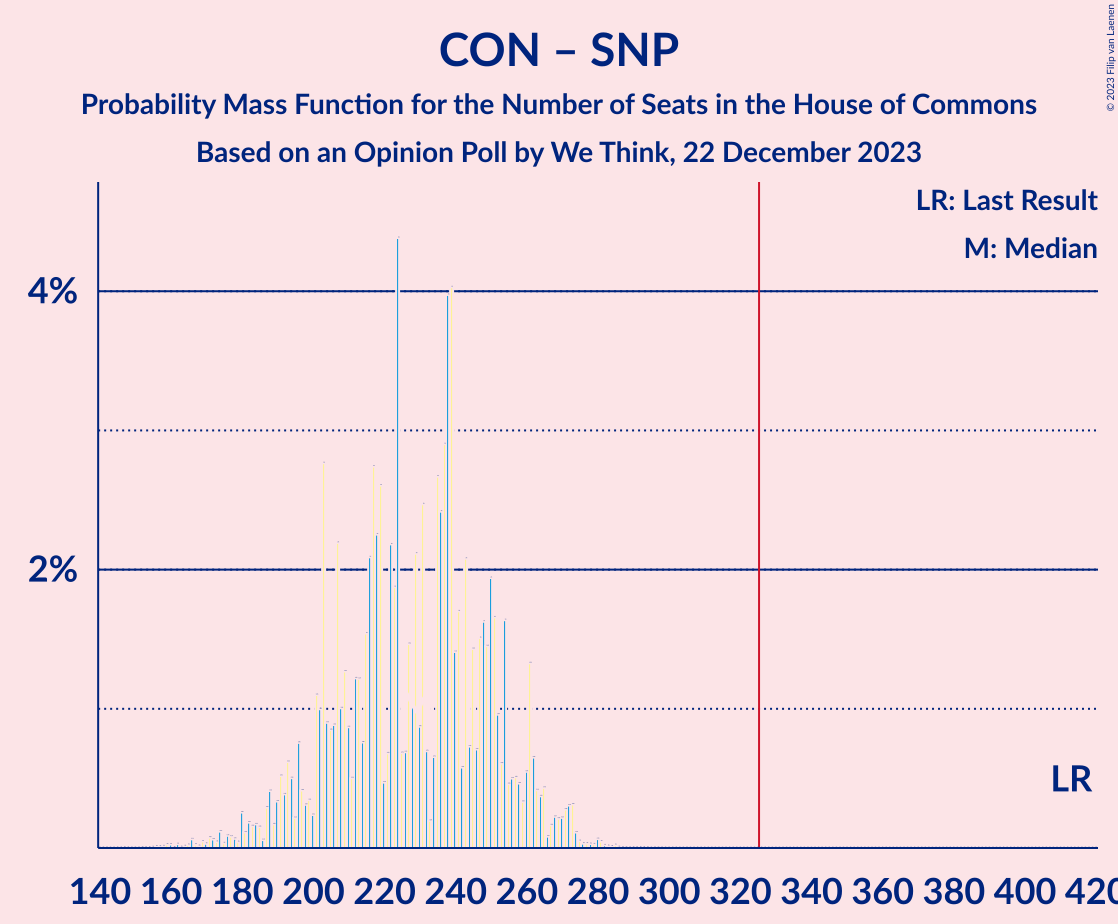 CON – SNP
Probability Mass Function for the Number of Seats in the House of Commons
Based on an Opinion Poll by We Think, 22 December 2023
© 2023 Filip van Laenen
LR: Last Result
M: Median
4%
2%
LR
140 160 180 200 220 240 260 280 300 320 340 360 380 400 420